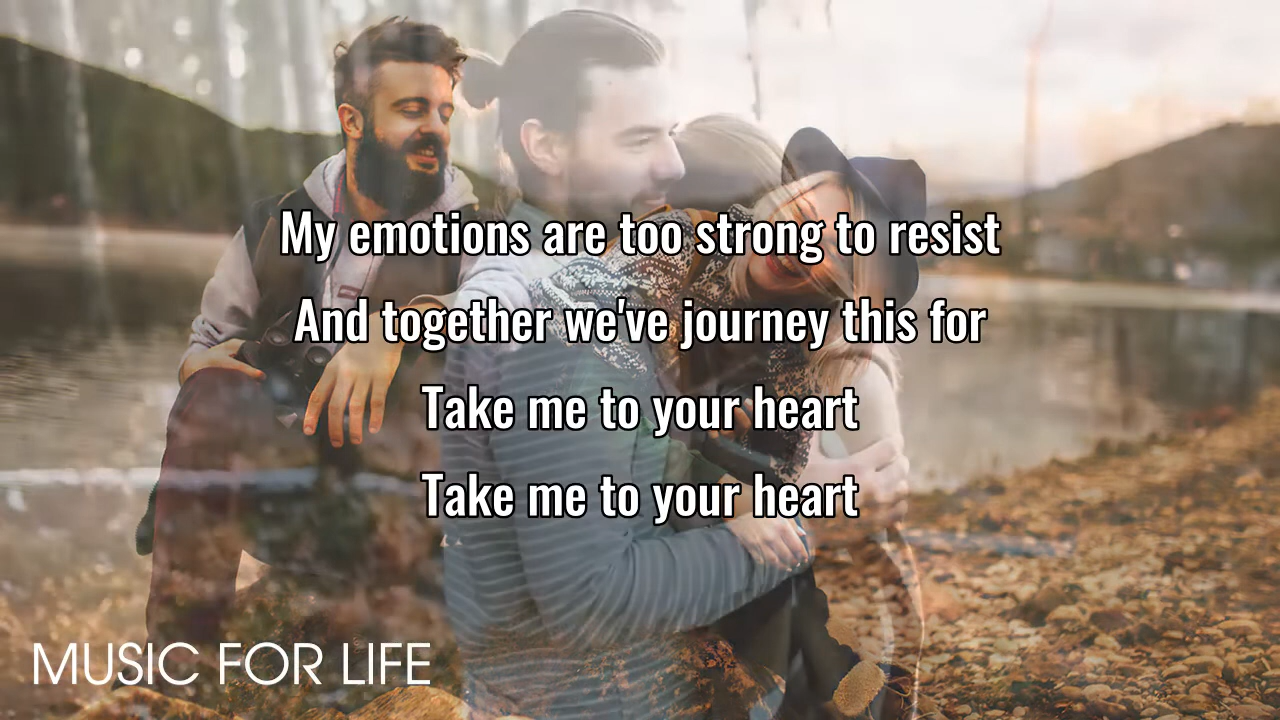 My emotions are too strong to resist
And together we've journey this for
Take me to your heart
Take me to your heart
MUSIC FOR LIFE